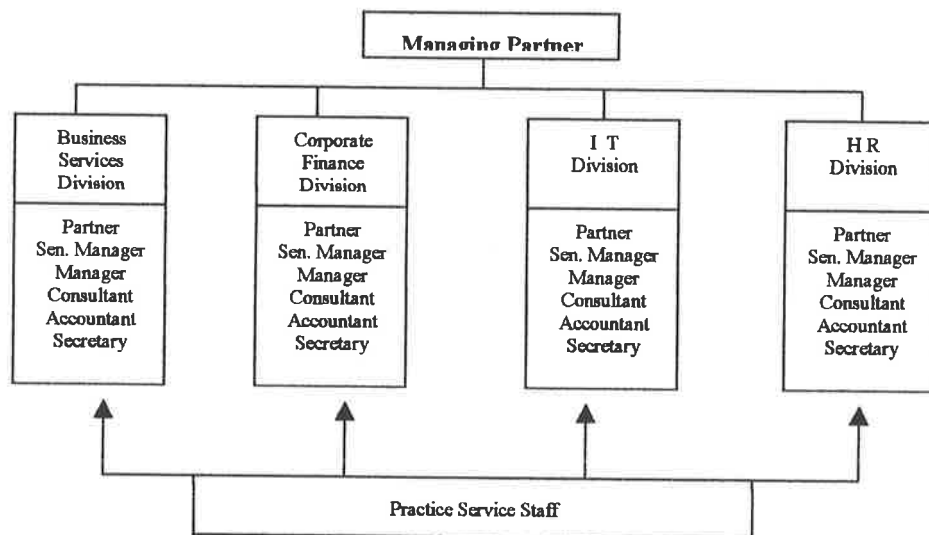 Managing Partner
Business
Services
Division
Partner
Sen. Manager
Manager
Consultant
Accountant
Secretary
Corporate
Finance
Division
Partner
Sen. Manager
Manager
Consultant
Accountant
Secretary
I T
Division
Partner
Sen. Manager
Manager
Consultant
Accountant
Secretary
H R
Division
Partner
Sen. Manager
Manager
Consultant
Accountant
Secretary
Practice Service Staff